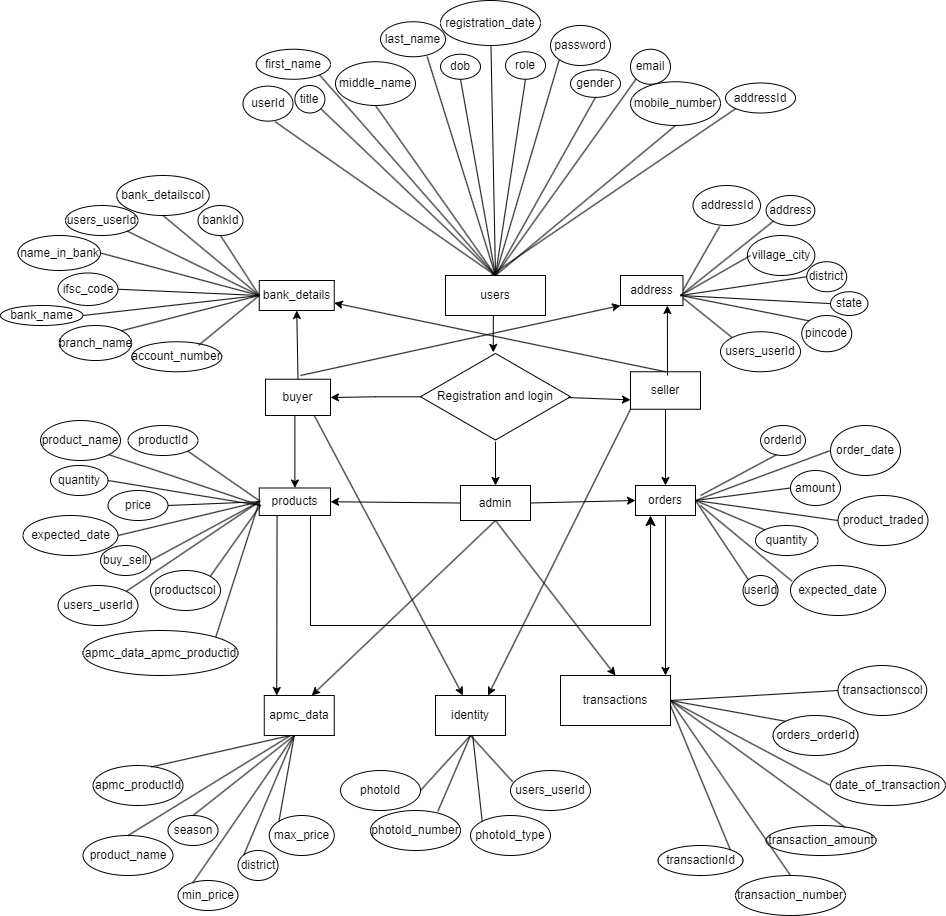 registration_date
last_name
password
first_name
dob
role
email
middle_name
gender
userId
title
mobile_number
addressId
bank_detailscol
users_userId
bankId
name_in_bank
ifsc_code
bank_name
branch_name
account_number
bank_details
users
address
addressId
address
village_city
district
state
pincode
users_userId
buyer
Registration and login
seller
product_name
productId
quantity
price
expected_date
buy_sell
users_userId
productscol
apmc_data_apmc_productid
products
admin
orders
orderId
order_date
amount
product_traded
quantity
userId
expected_date
apmc_data
identity
transactions
transactionscol
orders_orderId
date_of_transaction
transaction_amount
transactionId
transaction_number
apmc_productId
season
max_price
product_name
district
min_price
photoId
users_userId
photoId_number
photoId_type